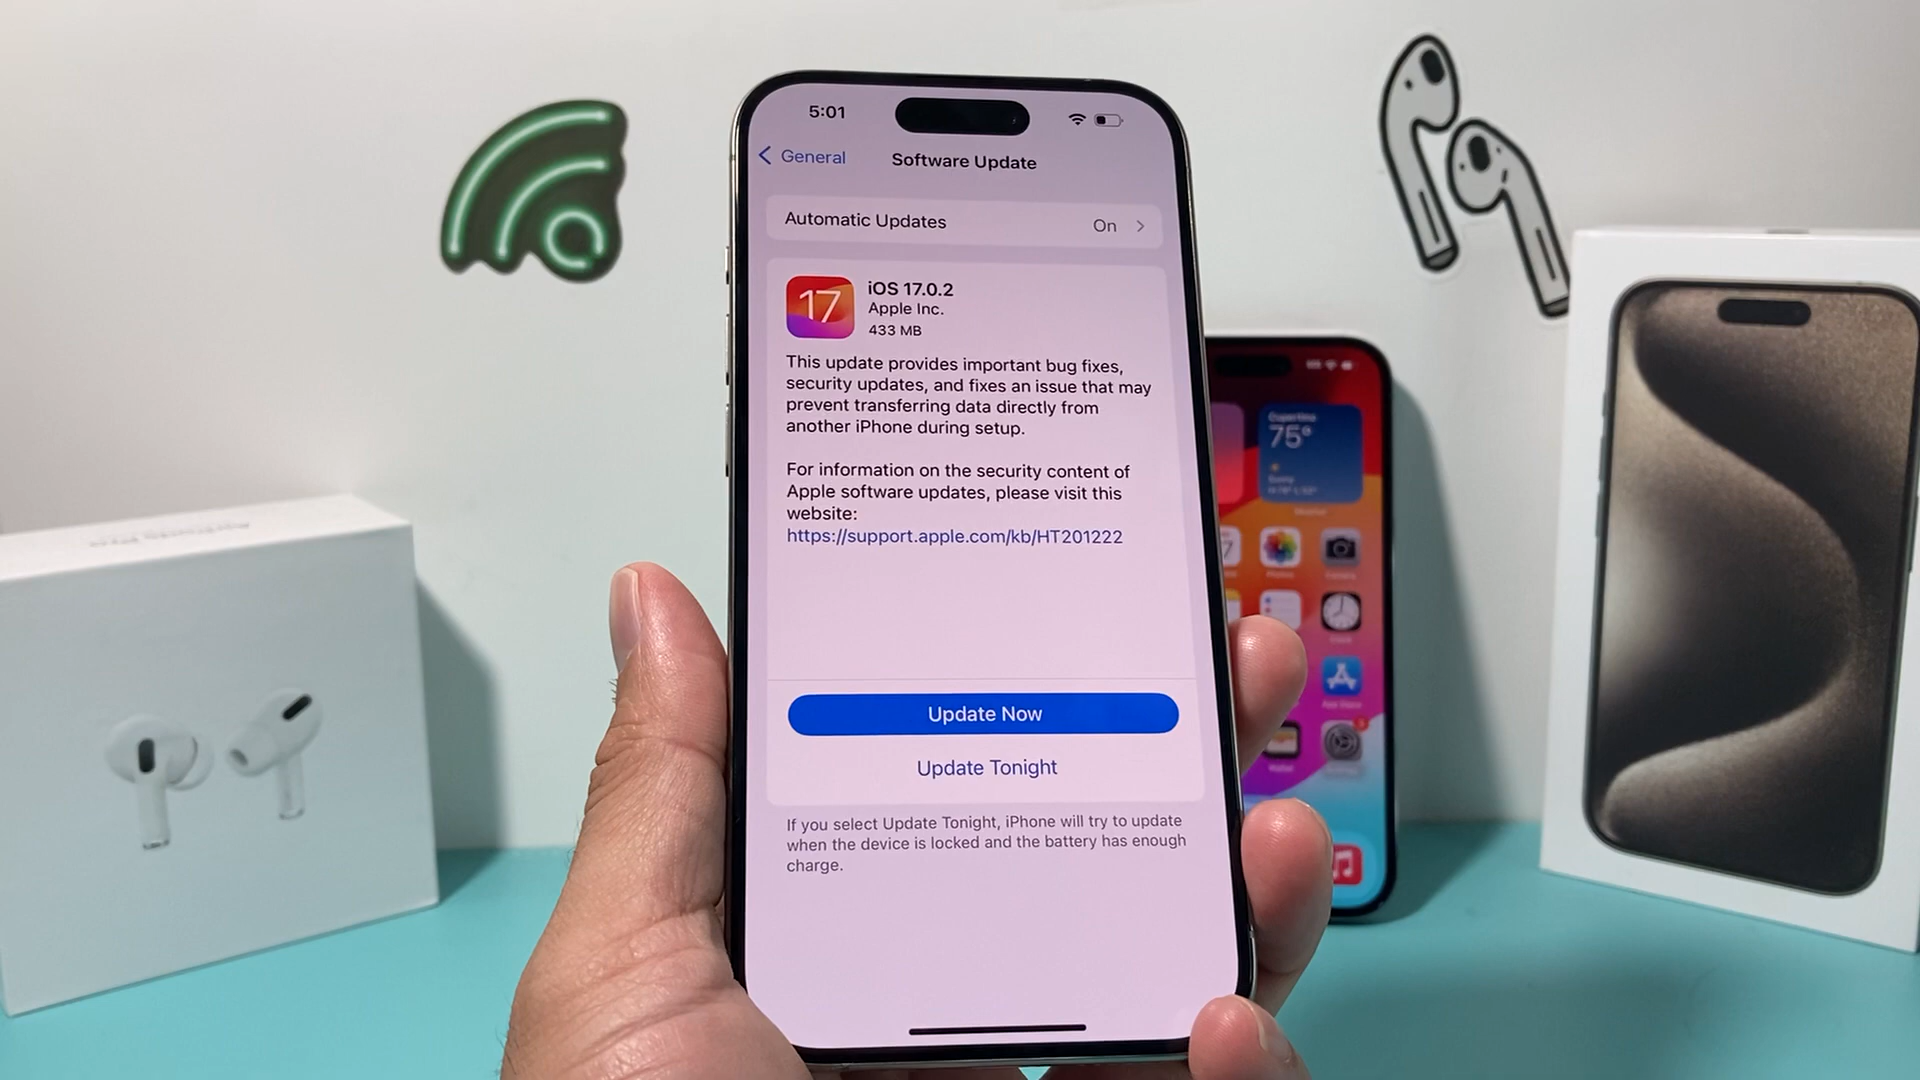 5:01
General
Software Update
Automatic Updates
On
17
iOS 17.0.2
Apple Inc.
433 MB
This update provides important bug fixes,
security updates, and fixes an issue that may
prevent transferring data directly from
another iPhone during setup.
For information on the security content of
Apple software updates, please visit this
website:
https://support.apple.com/kb/HT201222
Update Now
Update Tonight
If you select Update Tonight, iPhone will try to update
when the device is locked and the battery has enough
charge.
Cupertino
75°
Sunny
AirPods Pro